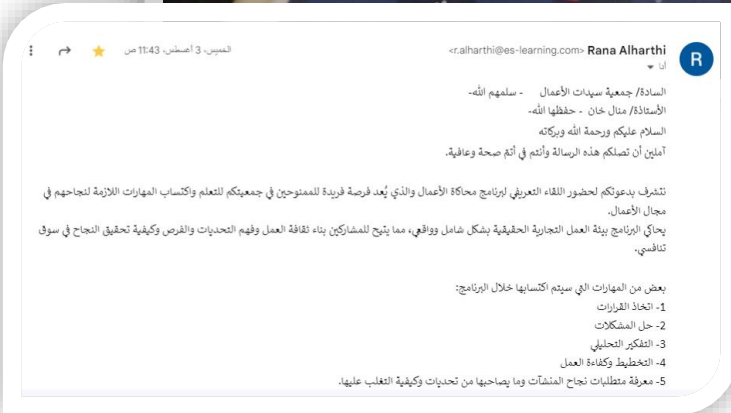 Rana Alharthi <r.alharthi@es-learning.com>
الخميس، 3 أغسطس، 11:43 ص
R
أنا
السادة/ جمعية سيدات الأعمال - سلمهم الله-
الأستاذة/ منال خان - حفظها الله-
السلام عليكم ورحمة الله وبركاته
آملين أن تصلكم هذه الرسالة وأنتم في أتمّ صحة وعافية.
نتشرف بدعوتكم لحضور اللقاء التعريفي لبرنامج محاكاة الأعمال والذي يُعد فرصة فريدة للممنوحين في جمعيتكم للتعلم واكتساب المهارات اللازمة لنجاحهم في
مجال الأعمال.
يحاكي البرنامج بيئة العمل التجارية الحقيقية بشكل شامل وواقعي، مما يتيح للمشاركين بناء ثقافة العمل وفهم التحديات والفرص وكيفية تحقيق النجاح في سوق
تنافسي.
بعض من المهارات التي سيتم اكتسابها خلال البرنامج:
1- اتخاذ القرارات
2- حل المشكلات
3- التفكير التحليلي
4- التخطيط وكفاءة العمل
5- معرفة متطلبات نجاح المنشآت وما يصاحبها من تحديات وكيفية التغلب عليها.